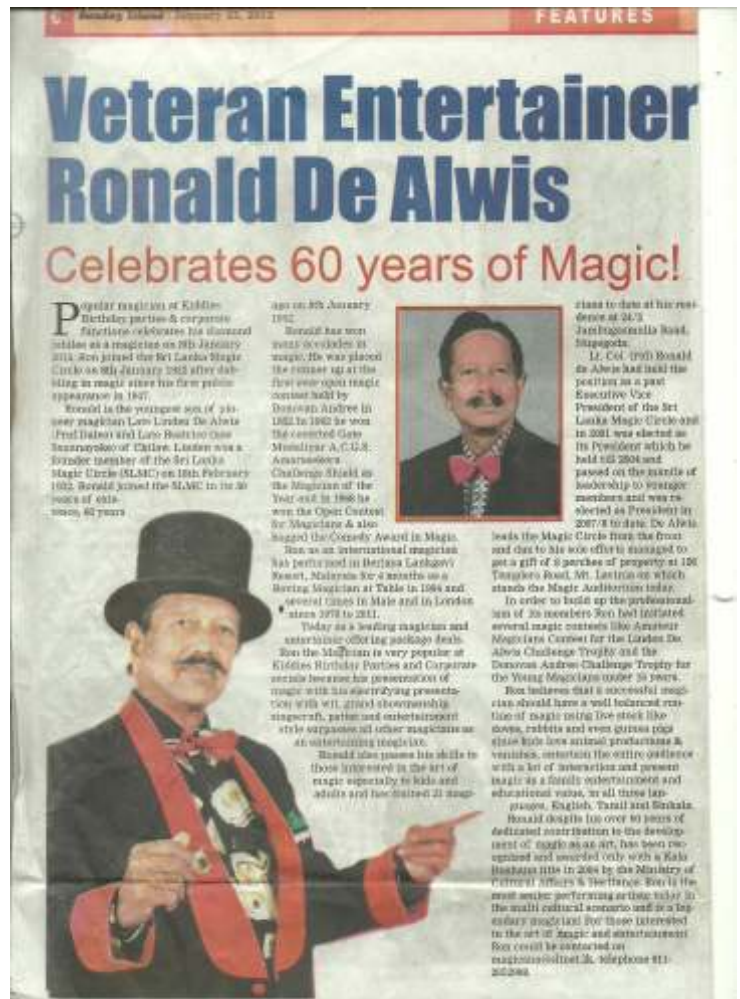 Sunday Island February 12, 2012
FEATURES
Veteran Entertainer
Ronald De Alwis
Celebrates 60 years of Magic!
Popular magician at Kiddies
Birthday parties & corporate
functions celebrates his diamond
jubilee as a magician on 8th January
Ron joined the Sri Lanka Magic
Circle on 8th January 1952 after dab-
bling in magic since his first public
appearance in 1947.
Ronald is the youngest son of pio-
neer magician Late Linden De Alwis
and Late Beatrice (nee
of Chilaw. Linden was a
founder member of the Sri Lanka
Magic Circle (SLMC) on 18th February
1922. Ronald joined the SLMC in its 30
years of exis-
tence, 60 years
ago on 8th January
1952.
Ronald has won
many accolades in
magic. He was placed
the runner up at the
first ever open magic
contest held by
Donovan Andree in
1952. In 1962 he won
the coveted Gate
Mudaliyar A.C.G.S.
Amarasekera
Challenge Shield as
the Magician of the
Year and in 1968 he
won the Open Contest
for Magicians & also
bagged the Comedy Award in Magic.
Ron as an international magician
has performed in Berjaya Lankgavi
Resort, Malaysia for 4 months as a
Roving Magician at Table in 1994 and
several times in Male and in London
since 1978 to 2011.
Today as a leading magician and
entertainer offering package deals.
Ron the Magician is very popular at
Kiddies Birthday Parties and Corporate
socials because his presentation of
magic with his electrifying presenta-
tion with wit, grand showmanship
stagecraft, patter and entertainment
style surpasses all other magicians as
an entertaining magician.
Ronald also passes his skills to
those interested in the art of
magic especially to kids and
adults and has trained 21 magi-
cians to date at his resi-
dence at 24/2
Jambugasmulla Road,
Nugegoda.
Lt. Col. (rtd) Ronald
de Alwis had held the
position as a past
Executive Vice
President of the Sri
Lanka Magic Circle and
in 2001 was elected as
its President which he
held till 2004 and
passed on the mantle of
leadership to younger
members and was re-
elected as President in
2007/8 to date. De Alwis
leads the Magic Circle from the front
and due to his sole efforts managed to
get a gift of perches of property at
Templers Road, Mt. Lavinia on which
stands the Magic Auditorium today.
In order to build up the professional-
ism of its members Ron had initiated
several magic contests like Amateur
Magicians Contest for the Linden De
Alwis Challenge Trophy and the
Donovan Andree Challenge Trophy for
the Young Magicians under years.
Ron believes that a successful magi-
cian should have a well balanced rou-
tine of magic using live stock like
doves, rabbits and even guinea pigs
since kids love animal productions &
vanishes, entertain the entire audience
with a lot of interaction and present
magic as a family entertainment and
educational value, in all three lan-
guages, English, Tamil and Sinhala.
Ronald despite his over 60 years of
dedicated contribution to the develop-
ment of magic as an art, has been rec-
ognized and awarded only with a Kala
Bushana title in 2004 by the Ministry of
Cultural Affairs & Heritance. Ron is the
most senior performing artiste today in
the multi cultural scenario and is a leg-
endary magician! For those interested
in the art of magic and entertainment
Ron could be contacted on
telephone 011-